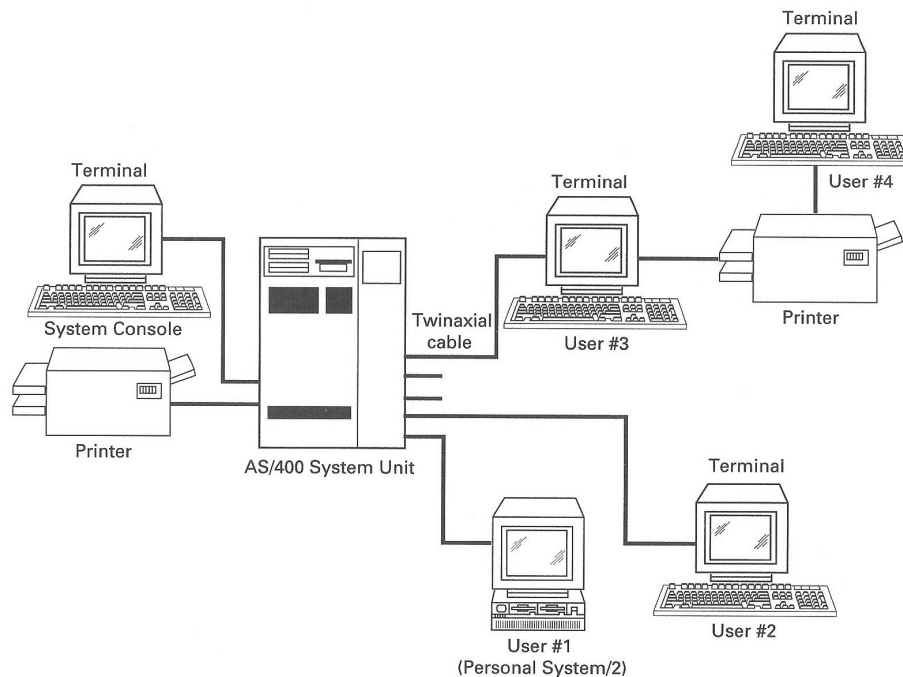 Terminal
User #4
Terminal
System Console
Printer
AS/400 System Unit
Twinaxial
cable
Terminal
User #3
Printer
Terminal
User #2
User #1
(Personal System/2)